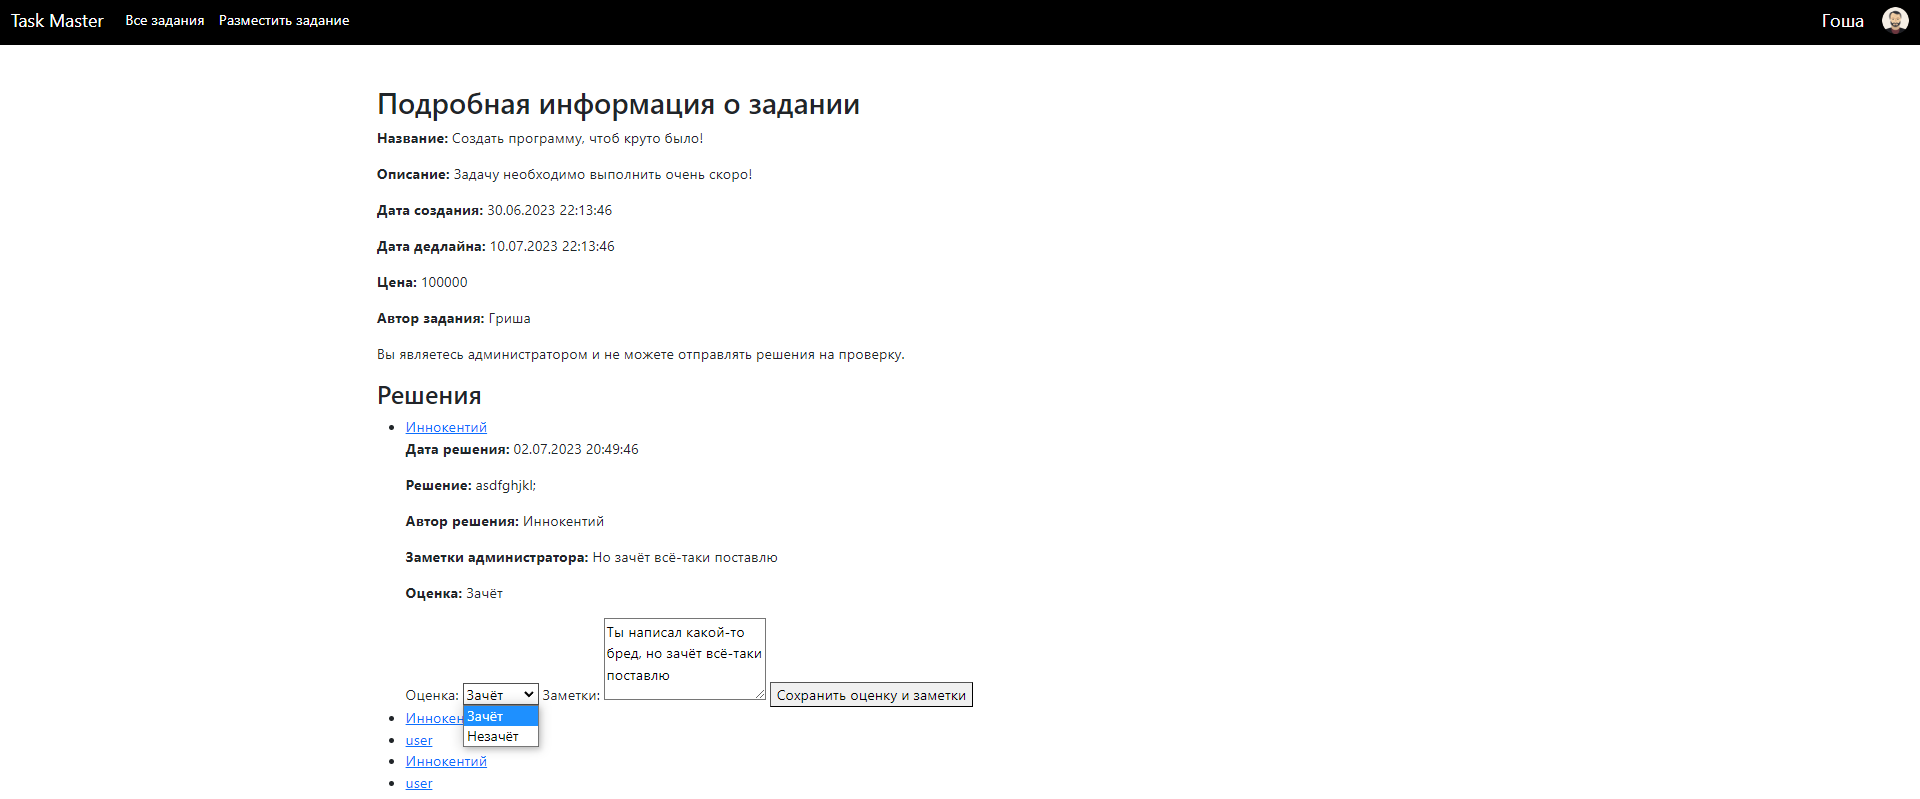 Task Master Все задания Разместить задание Гоша
Подробная информация о задании
Название: Создать программу, чтоб круто было!
Описание: Задачу необходимо выполнить очень скоро!
Дата создания: 30.06.2023 22:13:46
Дата дедлайна: 10.07.2023 22:13:46
Цена: 100000
Автор задания: Гриша
Вы являетесь администратором и не можете отправлять решения на проверку.
Решения
Иннокентий
Дата решения: 02.07.2023 20:49:46
Решение: asdfghjkl;
Автор решения: Иннокентий
Заметки администратора: Но зачёт всё-таки поставлю
Оценка: Зачёт
Ты написал какой-то
бред, но зачёт всё-таки
поставлю
Оценка: Зачёт Заметки: Сохранить оценку и заметки
Иннокен Зачёт
user Незачёт
Иннокентий
user